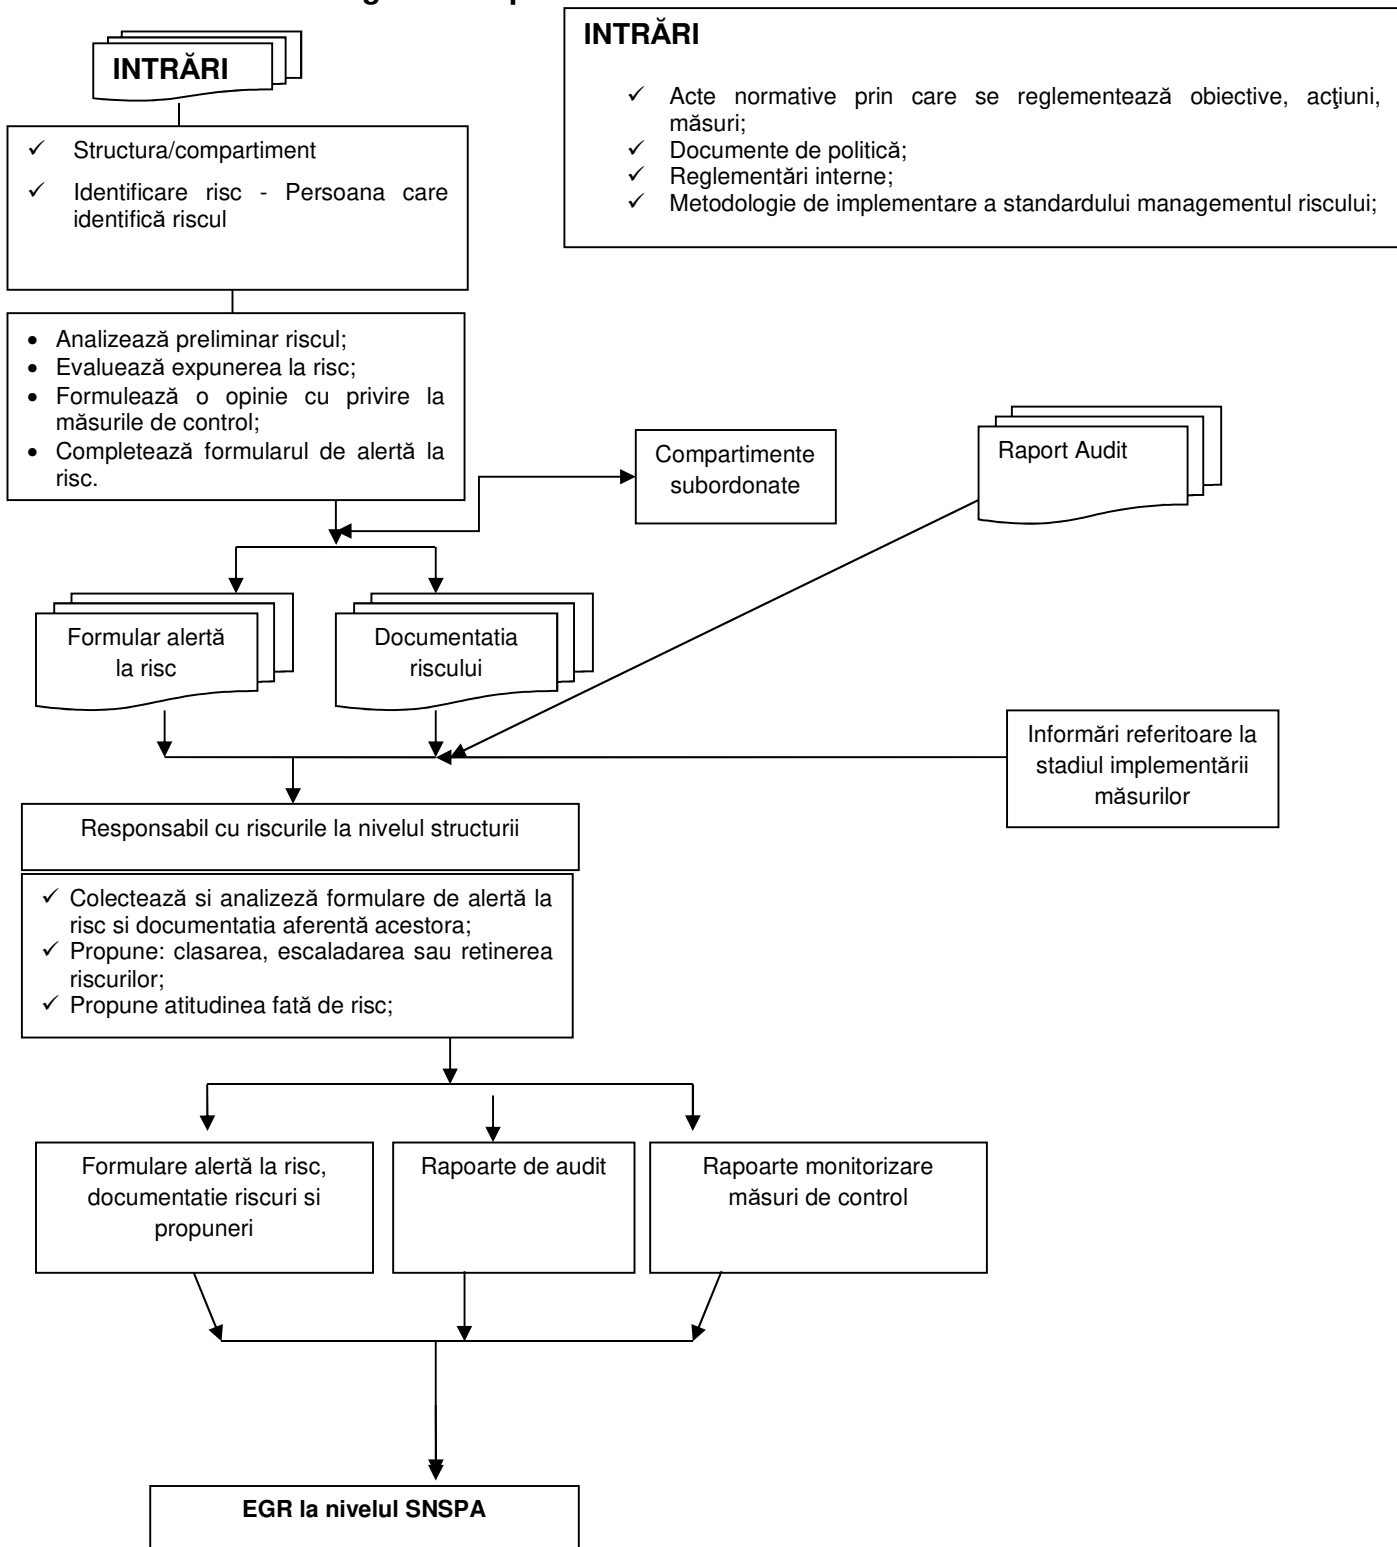 INTRĂRI
✓ Structura/compartiment
✓ Identificare risc - Persoana care
identifică riscul
INTRĂRI
✓ Acte normative prin care se reglementează obiective, acţiuni,
măsuri;
✓ Documente de politică;
✓ Reglementări interne;
✓ Metodologie de implementare a standardului managementul riscului;
• Analizează preliminar riscul;
• Evaluează expunerea la risc;
• Formulează o opinie cu privire la
măsurile de control;
• Completează formularul de alertă la
risc.
Compartimente
subordonate
Raport Audit
Formular alertă
la risc
Documentatia
riscului
Informări referitoare la
stadiul implementării
măsurilor
Responsabil cu riscurile la nivelul structurii
✓ Colectează si analizeză formulare de alertă la
risc si documentatia aferentă acestora;
✓ Propune: clasarea, escaladarea sau retinerea
riscurilor;
✓ Propune atitudinea fată de risc;
Formulare alertă la risc,
documentatie riscuri si
propuneri
Rapoarte de audit
Rapoarte monitorizare
măsuri de control
EGR la nivelul SNSPA